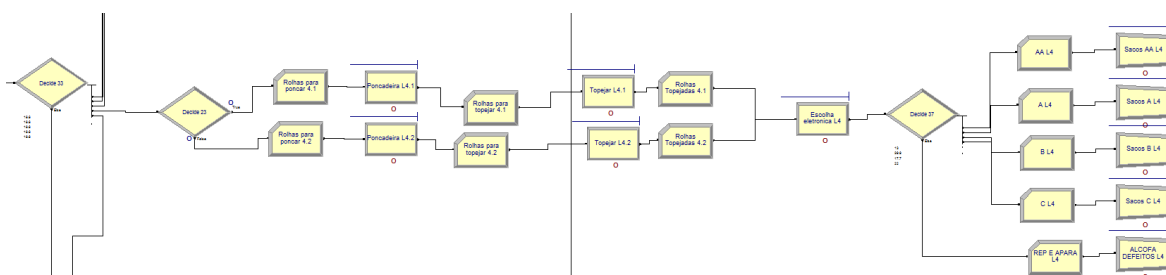 Decide 33
Else
Decide 23
True
False
Rolhas para
poncar 4.1
Poncadeira L4.1
Rolhas para
topejar 4.1
Rolhas para
poncar 4.2
Poncadeira L4.2
Rolhas para
topejar 4.2
Topejar L4.1
Rolhas
Topejadas 4.1
Topejar L4.2
Rolhas
Topejadas 4.2
Escolha
eletronica L4
Decide 37
Else
AA L4
Sacos AA L4
A L4
Sacos A L4
B L4
Sacos B L4
C L4
Sacos C L4
REP E APARA
L4
ALCOFA
DEFEITOS L4